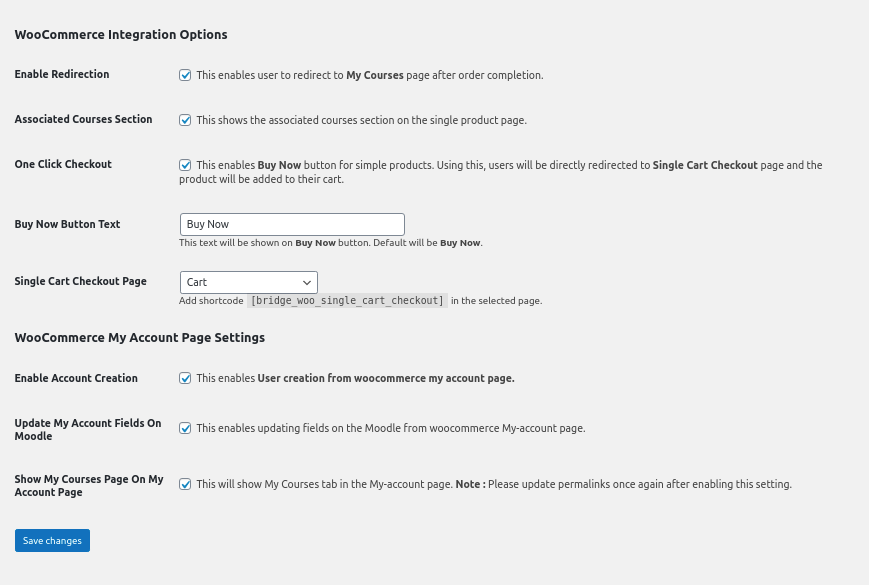 WooCommerce Integration Options
Enable Redirection
This enables user to redirect to My Courses page after order completion.
Associated Courses Section
This shows the associated courses section on the single product page.
One Click Checkout
This enables Buy Now button for simple products. Using this, users will be directly redirected to Single Cart Checkout page and the
product will be added to their cart.
Buy Now Button Text
Buy Now
This text will be shown on Buy Now button. Default will be Buy Now.
Single Cart Checkout Page
Cart
Add shortcode [bridge_woo_single_cart_checkout] in the selected page.
WooCommerce My Account Page Settings
Enable Account Creation
This enables User creation from woocommerce my account page.
Update My Account Fields On
Moodle
This enables updating fields on the Moodle from woocommerce My-account page.
Show My Courses Page On My
Account Page
This will show My Courses tab in the My-account page. Note : Please update permalinks once again after enabling this setting.
Save changes